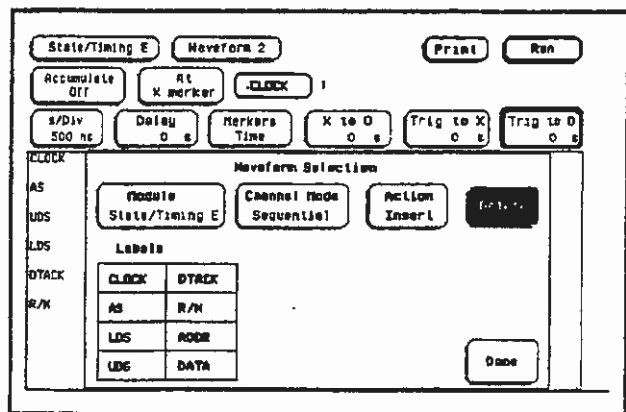 State/Timing E Waveform 2 Print Run
Accumulate Off At X marker CLOCK
s/Div 500 ns Delay 0 s Markers Time X to O 0 s Trig to X 0 s Trig to O 0 s
CLOCK
AS
UDS
LDS
DTACK
R/W
Waveform Selection
Module State/Timing E Channel Mode Sequential Action Insert Delete
Labels
CLOCK DTACK
AS R/W
LDS ADDR
UDS DATA
Done